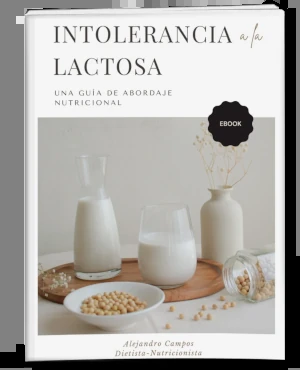 INTOLERANCIA a la
LACTOSA
UNA GUÍA DE ABORDAJE
NUTRICIONAL
EBOOK
Alejandro Campos
Dietista-Nutricionista